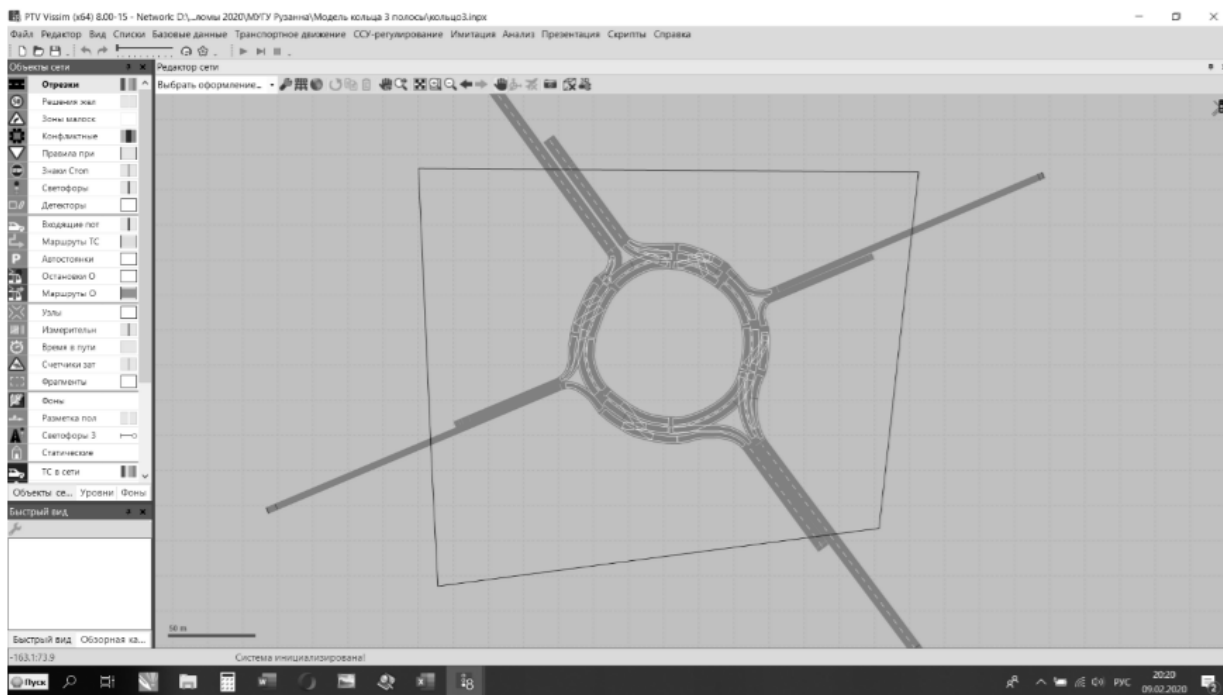 PTV Vissim (x64) 8.00-15 - Network: D:\...ломы 2020\МУГУ Рузанна\Модель кольца 3 полосы\кольцо3.inpx
Файл Редактор Вид Списки Базовые данные Транспортное движение ССУ-регулирование Имитация Анализ Презентация Скрипты Справка
Объекты сети
Редактор сети
Выбрать оформление...
Отрезки
Решения жел
Зоны малоск
Конфликтные
Правила при
Знаки Стоп
Светофоры
Детекторы
Входящие пот
Маршруты ТС
Автостоянки
Остановки О
Маршруты О
Узлы
Измерительн
Время в пути
Счетчики зат
Фрагменты
Фоны
Разметка пол
Светофоры 3
Статические
ТС в сети
Объекты се... Уровни Фоны
Быстрый вид
50 m
Быстрый вид Обзорная ка...
-163.1:73.9
Система инициализирована!
Пуск
РУС
20:20
09.02.2020